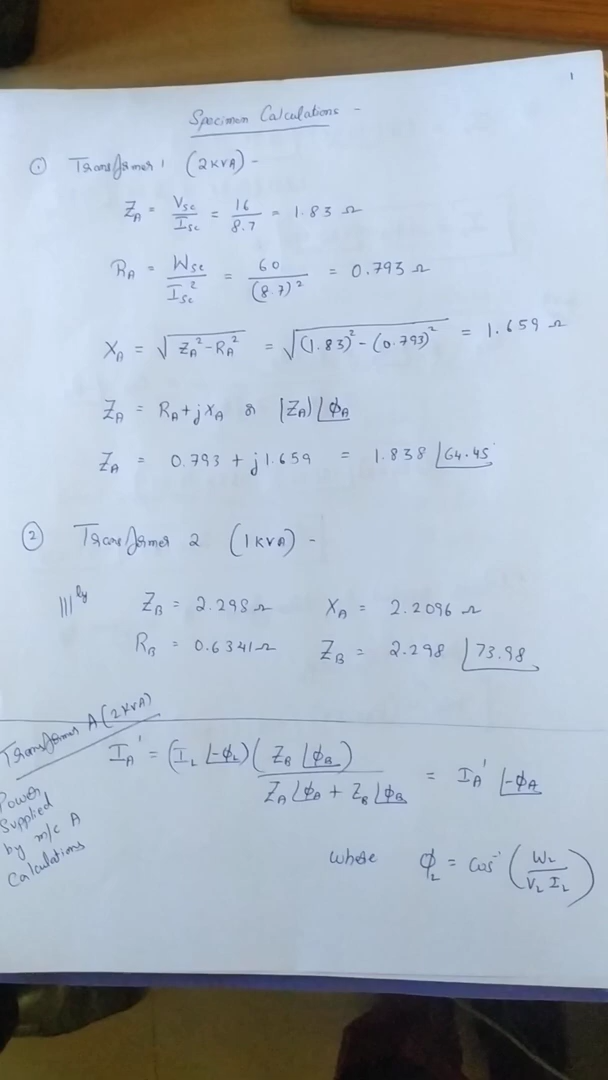 1
Specimen Calculations -
① Transformer 1 (2KVA) -
Z_A = V_sc / I_sc = 16 / 8.7 = 1.83 Ω
R_A = W_sc / I_sc² = 60 / (8.7)² = 0.793 Ω
X_A = √(Z_A² - R_A²) = √((1.83)² - (0.793)²) = 1.659 Ω
Z_A = R_A + jX_A or |Z_A| ∠ϕ_A
Z_A = 0.793 + j1.659 = 1.838 ∠64.45
② Transformer 2 (1KVA) -
|||ly Z_B = 2.298 Ω X_A = 2.2096 Ω
R_B = 0.6341 Ω Z_B = 2.298 ∠73.98
Transformer A (2KVA)
Power
Supplied
by m/c A
Calculations
I_A' = (I_L ∠-ϕ_L) (Z_B ∠ϕ_B) / (Z_A ∠ϕ_A + Z_B ∠ϕ_B) = I_A' ∠-ϕ_A
where ϕ_L = cos⁻¹ (W_L / V_L I_L)